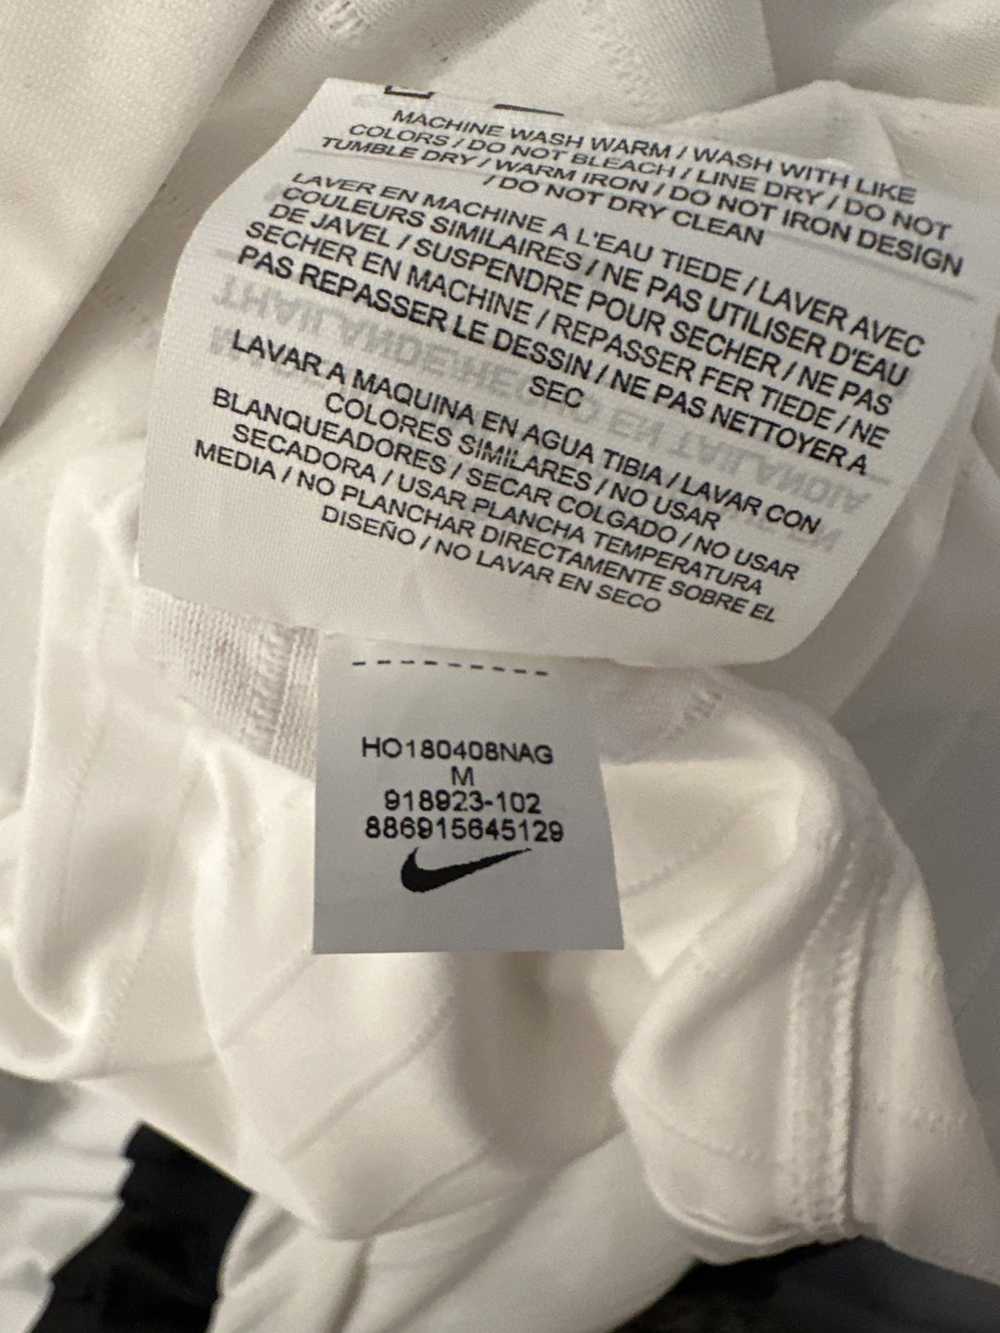 MACHINE WASH WARM / WASH WITH LIKE
COLORS / DO NOT BLEACH / LINE DRY / DO NOT
TUMBLE DRY / WARM IRON / DO NOT IRON DESIGN
/ DO NOT DRY CLEAN
LAVER EN MACHINE A L'EAU TIEDE / LAVER AVEC
COULEURS SIMILAIRES / NE PAS UTILISER D'EAU
DE JAVEL / SUSPENDRE POUR SECHER / NE PAS
SECHER EN MACHINE / REPASSER FER TIEDE / NE
PAS REPASSER LE DESSIN / NE PAS NETTOYER A
SEC
LAVAR A MAQUINA EN AGUA TIBIA / LAVAR CON
COLORES SIMILARES / NO USAR
BLANQUEADORES / SECAR COLGADO / NO USAR
SECADORA / USAR PLANCHA TEMPERATURA
MEDIA / NO PLANCHAR DIRECTAMENTE SOBRE EL
DISEÑO / NO LAVAR EN SECO
HO180408NAG
M
918923-102
886915645129